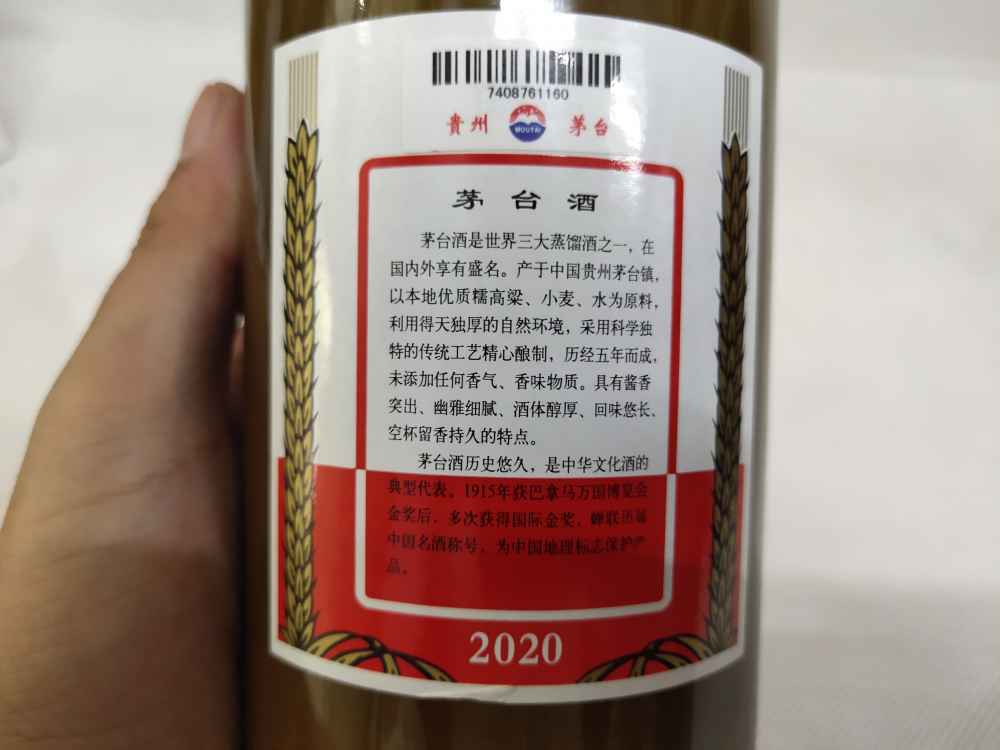 7408761160
貴州 MOUTAI 茅台
茅台酒
茅台酒是世界三大蒸馏酒之一，在
国内外享有盛名。产于中国贵州茅台镇，
以本地优质糯高粱、小麦、水为原料，
利用得天独厚的自然环境，采用科学独
特的传统工艺精心酿制，历经五年而成，
未添加任何香气、香味物质。具有酱香
突出、幽雅细腻、酒体醇厚、回味悠长、
空杯留香持久的特点。
茅台酒历史悠久，是中华文化酒的
典型代表。1915年获巴拿马万国博览会
金奖后，多次获得国际金奖，蝉联历届
中国名酒称号，为中国地理标志保护产
品。
2020